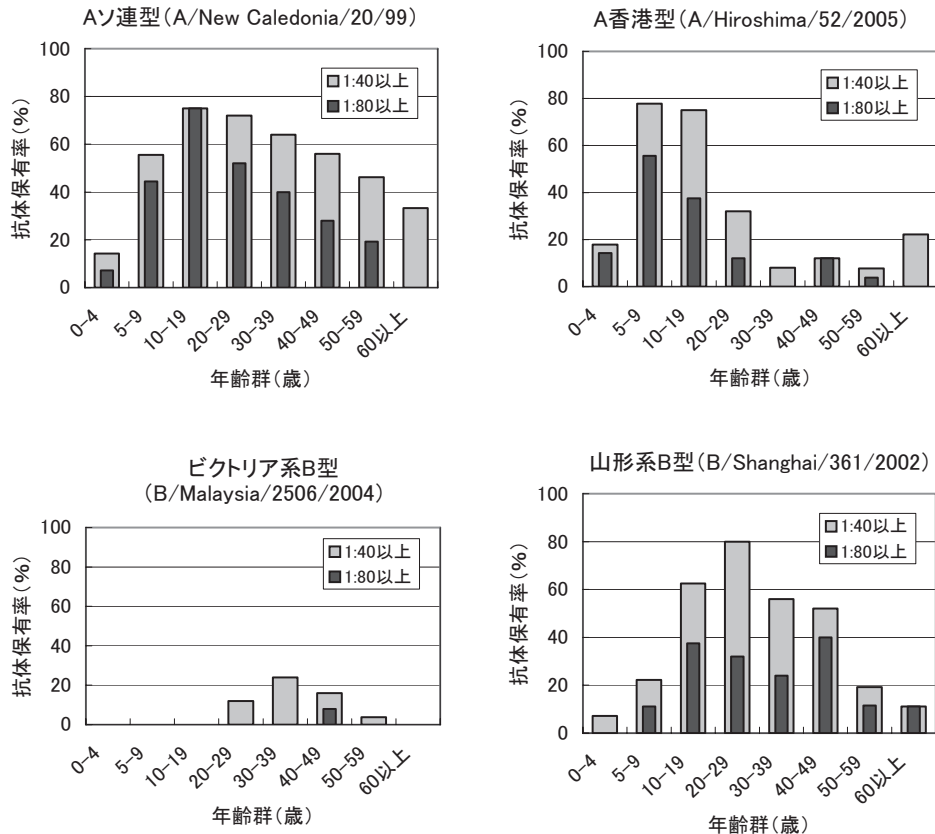 Aソ連型(A/New Caledonia/20/99)
抗体保有率(%)
100
80
60
40
20
0
1:40以上
1:80以上
0-4
5-9
10-19
20-29
30-39
40-49
50-59
60以上
年齢群(歳)
A香港型(A/Hiroshima/52/2005)
抗体保有率(%)
100
80
60
40
20
0
1:40以上
1:80以上
0-4
5-9
10-19
20-29
30-39
40-49
50-59
60以上
年齢群(歳)
ビクトリア系B型
(B/Malaysia/2506/2004)
抗体保有率(%)
100
80
60
40
20
0
1:40以上
1:80以上
0-4
5-9
10-19
20-29
30-39
40-49
50-59
60以上
年齢群(歳)
山形系B型(B/Shanghai/361/2002)
抗体保有率(%)
100
80
60
40
20
0
1:40以上
1:80以上
0-4
5-9
10-19
20-29
30-39
40-49
50-59
60以上
年齢群(歳)